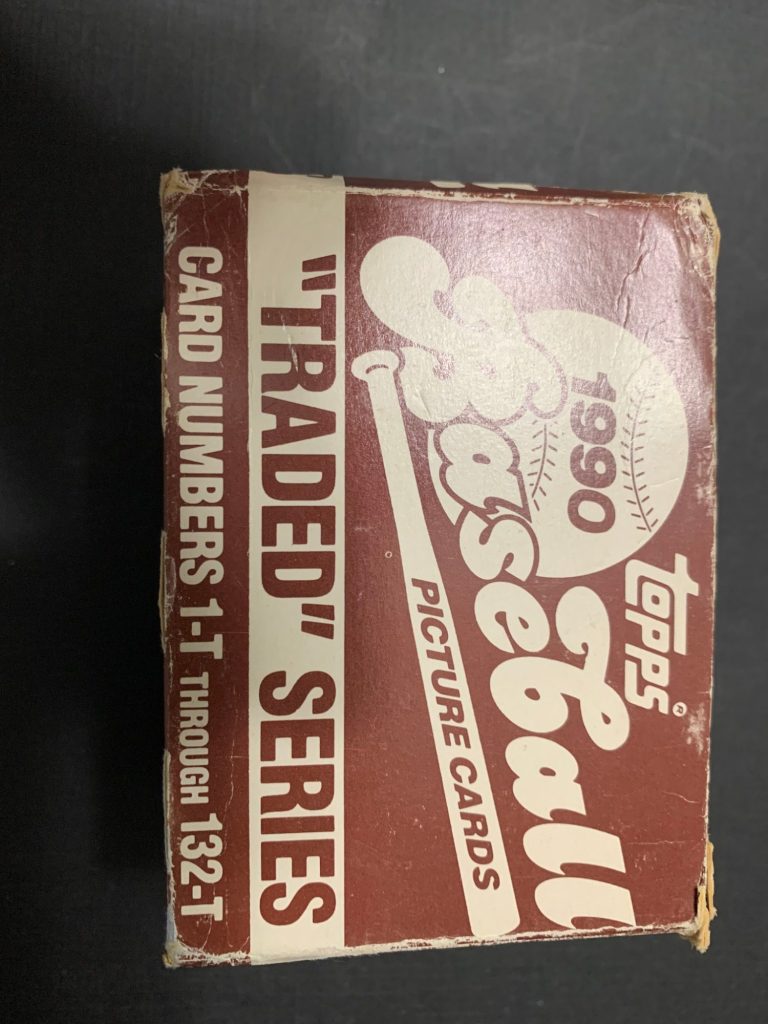 topps®
1990
Baseball
PICTURE CARDS
"TRADED" SERIES
CARD NUMBERS 1-T THROUGH 132-T